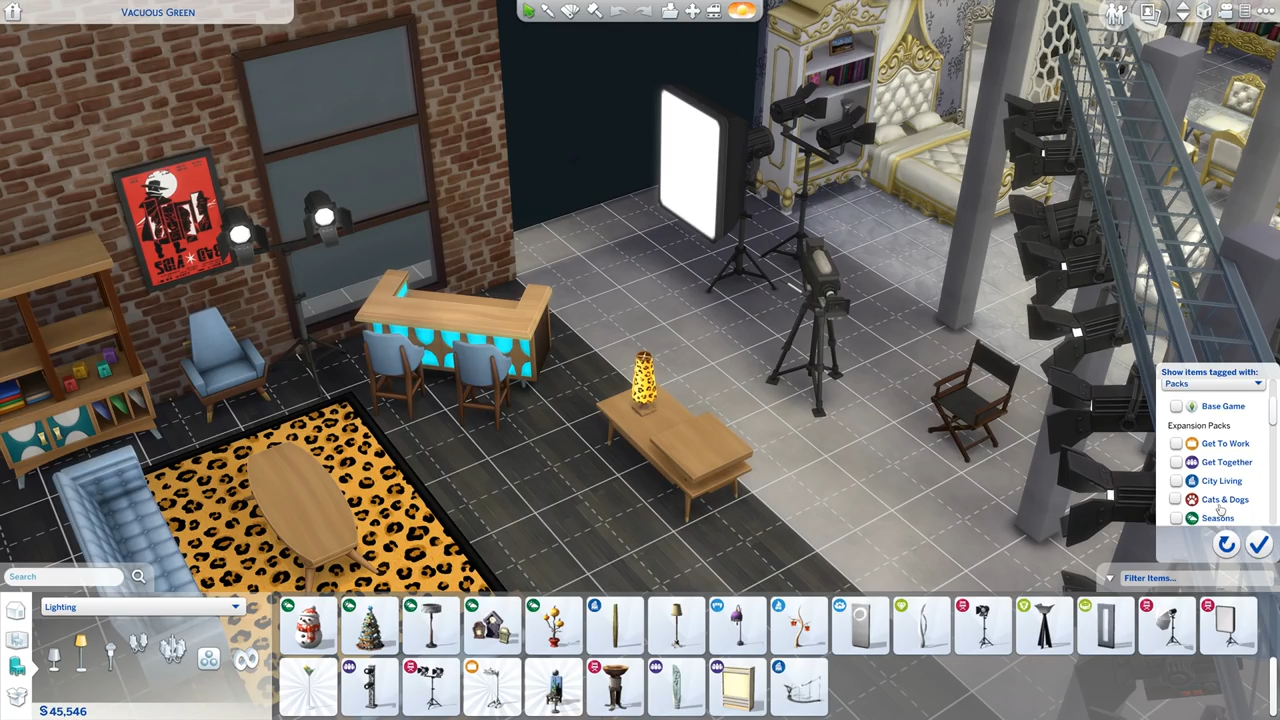 Vacuous Green
Show items tagged with:
Packs
Base Game
Expansion Packs
Get To Work
Get Together
City Living
Cats & Dogs
Seasons
Search
Filter Items...
Lighting
§45,546